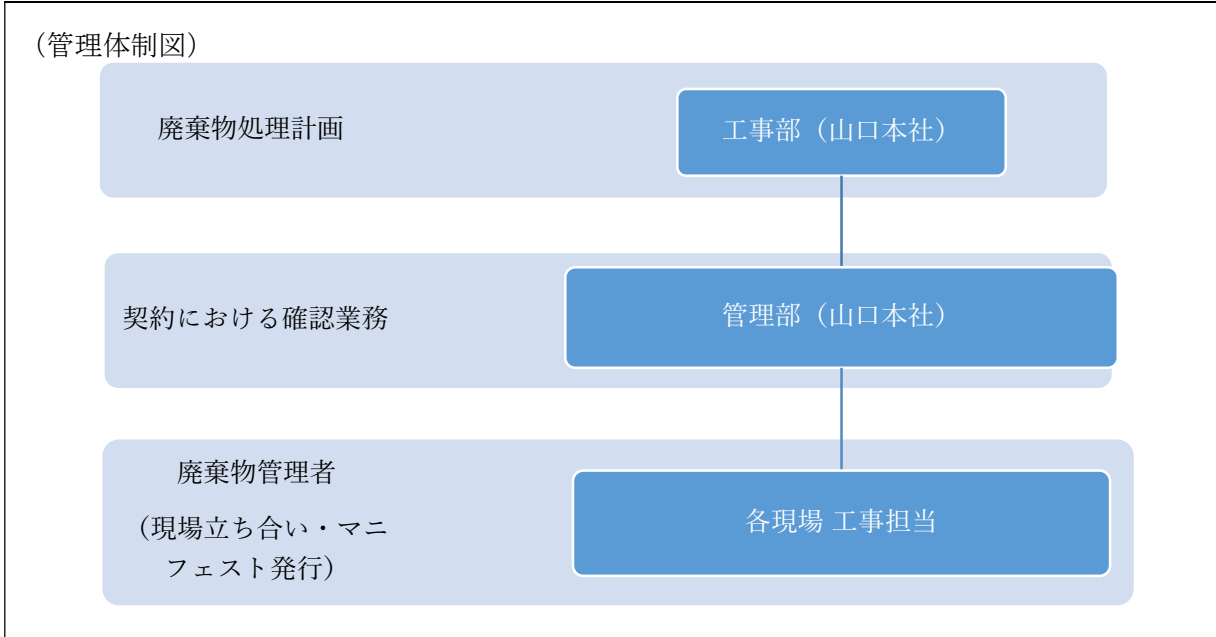 （管理体制図）
廃棄物処理計画
工事部（山口本社）
契約における確認業務
管理部（山口本社）
廃棄物管理者
（現場立ち合い・マニ
フェスト発行）
各現場 工事担当